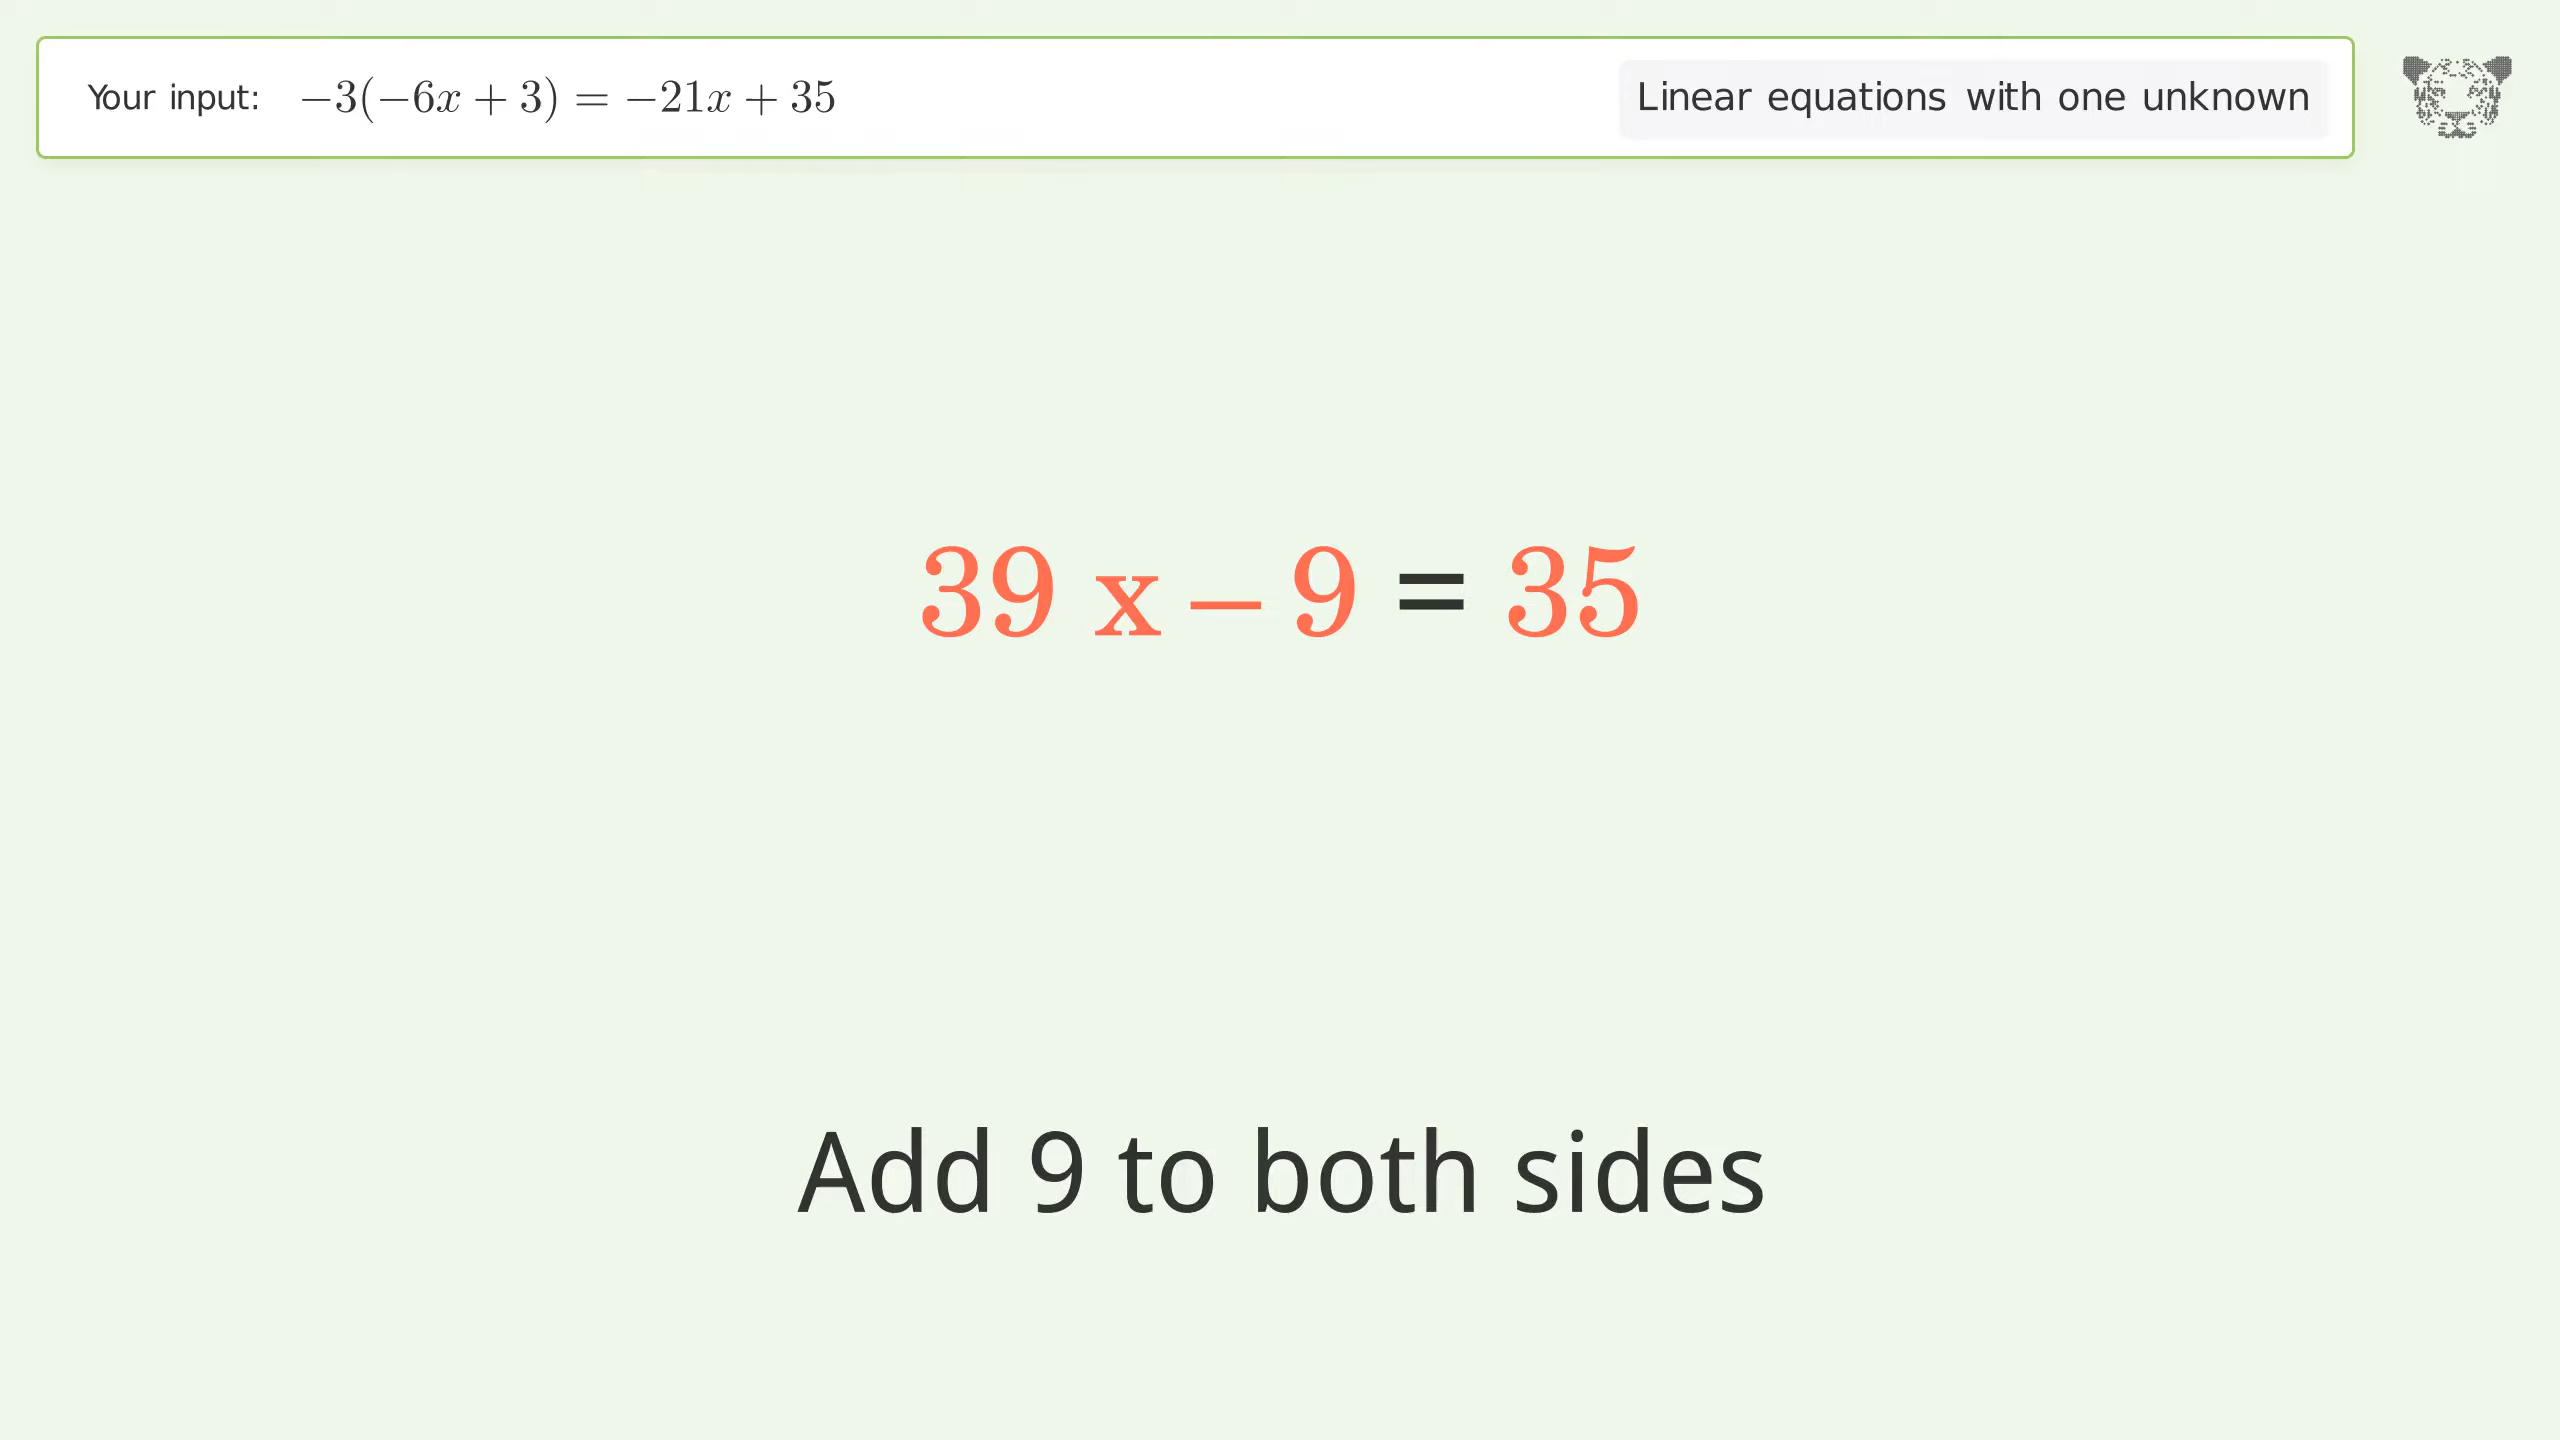 Your input: −3(−6x + 3) = −21x + 35 Linear equations with one unknown
39 x − 9 = 35
Add 9 to both sides